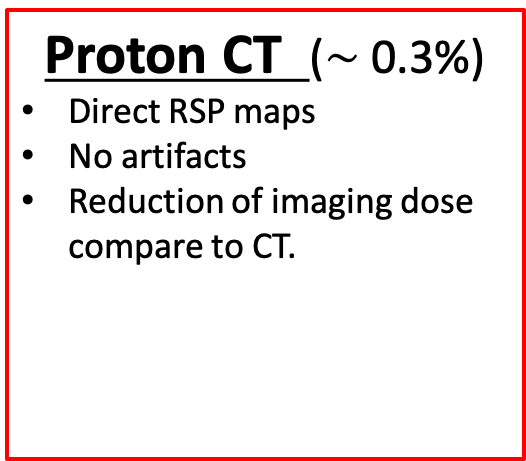 Proton CT (~ 0.3%)
• Direct RSP maps
• No artifacts
• Reduction of imaging dose
compare to CT.